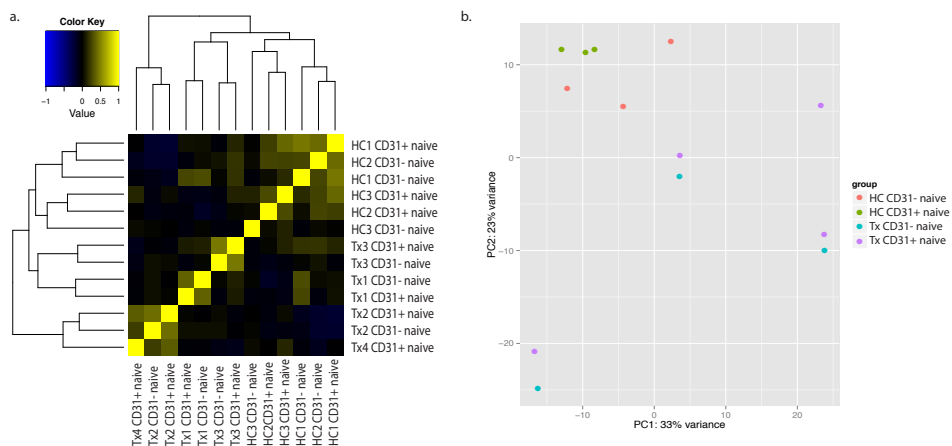 a.
Color Key
−1
−0.5
0
0.5
1
Value
HC1 CD31+ naive
HC2 CD31- naive
HC1 CD31- naive
HC3 CD31+ naive
HC2 CD31+ naive
HC3 CD31- naive
Tx3 CD31+ naive
Tx3 CD31- naive
Tx1 CD31- naive
Tx1 CD31+ naive
Tx2 CD31+ naive
Tx2 CD31- naive
Tx4 CD31+ naive
Tx4 CD31+ naive
Tx2 CD31- naive
Tx2 CD31+ naive
Tx1 CD31+ naive
Tx1 CD31- naive
Tx3 CD31- naive
Tx3 CD31+ naive
HC3 CD31- naive
HC2CD31+ naive
HC3 CD31+ naive
HC1 CD31- naive
HC2 CD31- naive
HC1 CD31+ naive
b.
PC2: 23% variance
10
0
−10
−20
−10
0
10
20
PC1: 33% variance
group
HC CD31- naive
HC CD31+ naive
Tx CD31- naive
Tx CD31+ naive